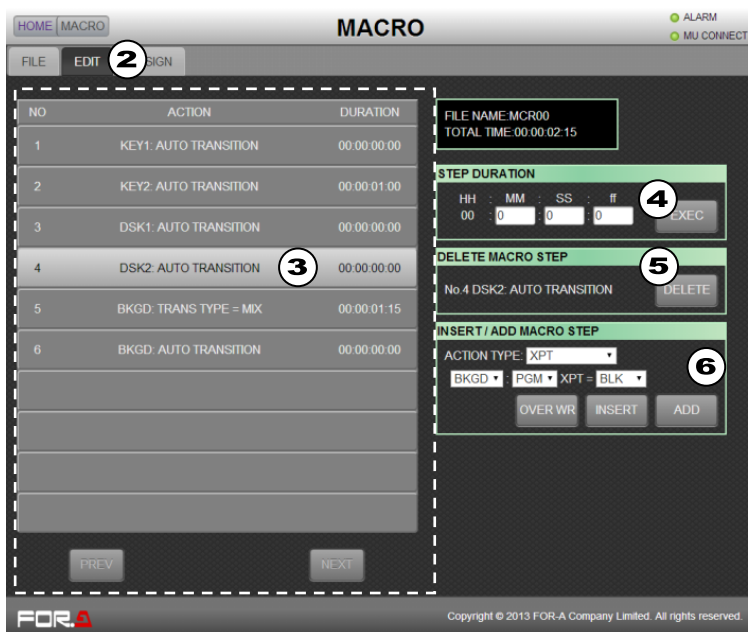 HOME MACRO
MACRO
ALARM
MU CONNECT
FILE EDIT 2 SIGN
NO ACTION DURATION
1 KEY1: AUTO TRANSITION 00:00:00:00
2 KEY2: AUTO TRANSITION 00:00:01:00
3 DSK1: AUTO TRANSITION 00:00:00:00
4 DSK2: AUTO TRANSITION 3 00:00:00:00
5 BKGD: TRANS TYPE = MIX 00:00:01:15
6 BKGD: AUTO TRANSITION 00:00:00:00
PREV NEXT
FILE NAME:MCR00
TOTAL TIME:00:00:02:15
STEP DURATION
HH : MM : SS : ff
00 : 0 : 0 : 0
4 EXEC
DELETE MACRO STEP
5
No.4 DSK2: AUTO TRANSITION DELETE
INSERT / ADD MACRO STEP
ACTION TYPE: XPT
6
BKGD : PGM XPT = BLK
OVER WR INSERT ADD
FOR.A
Copyright © 2013 FOR-A Company Limited. All rights reserved.